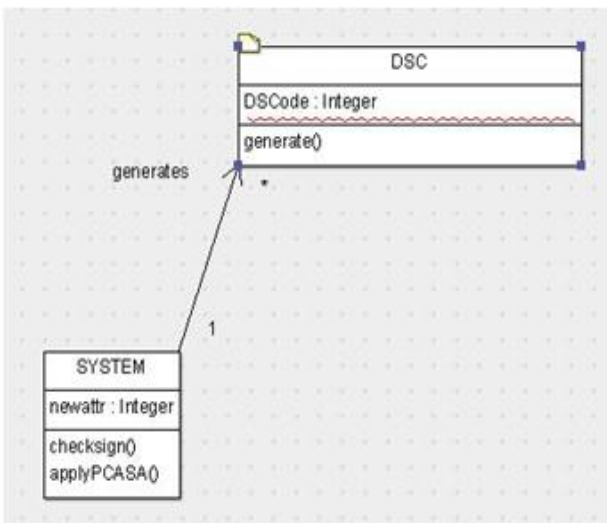 DSC
DSCode : Integer
generate()
generates
*
1
SYSTEM
newattr : Integer
checksign()
applyPCASA()